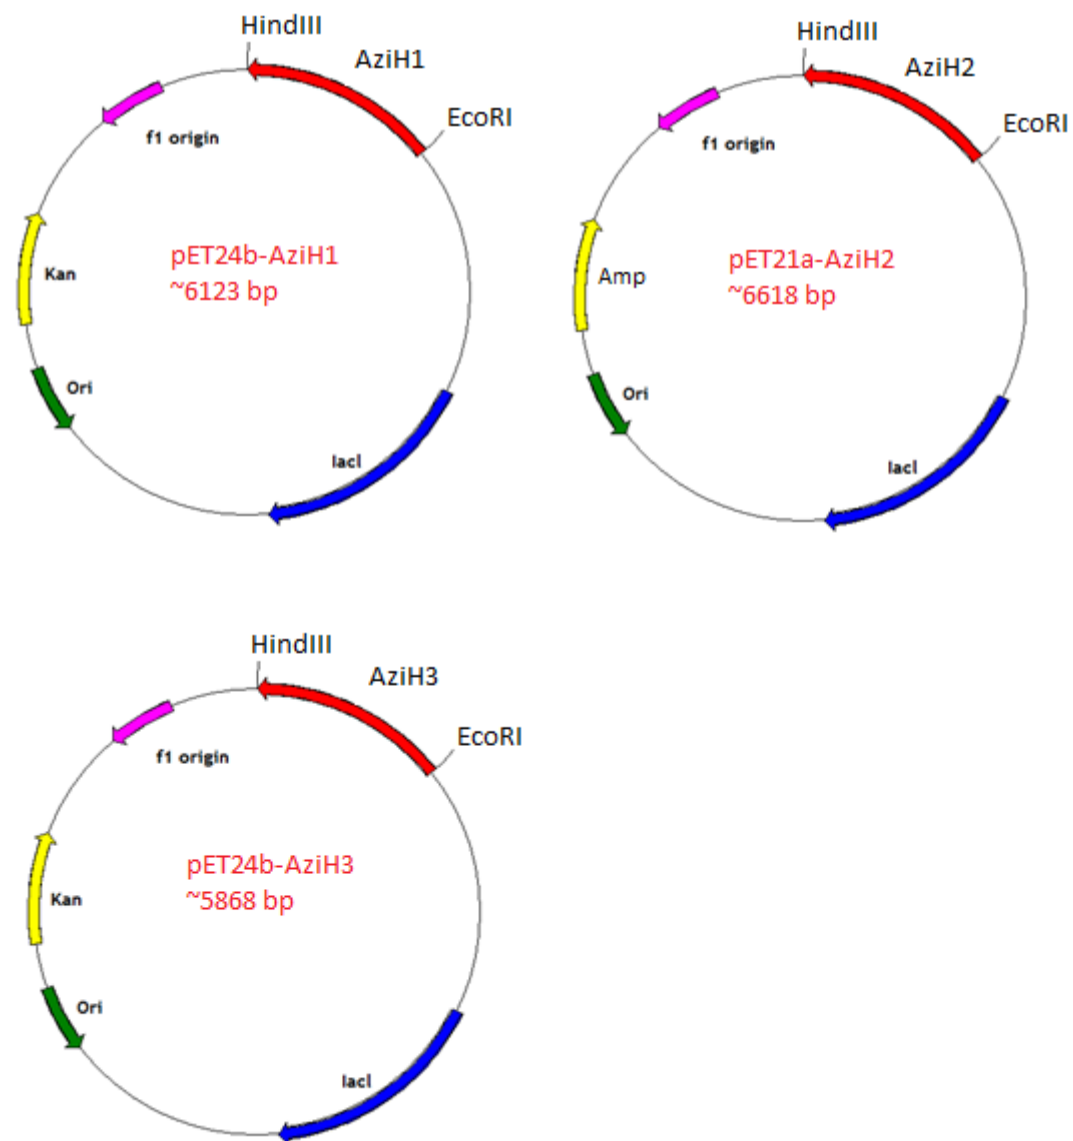 HindIII
AziH1
EcoRI
f1 origin
Kan
pET24b-AziH1
~6123 bp
Ori
lacI
HindIII
AziH2
EcoRI
f1 origin
Amp
pET21a-AziH2
~6618 bp
Ori
lacI
HindIII
AziH3
EcoRI
f1 origin
Kan
pET24b-AziH3
~5868 bp
Ori
lacI